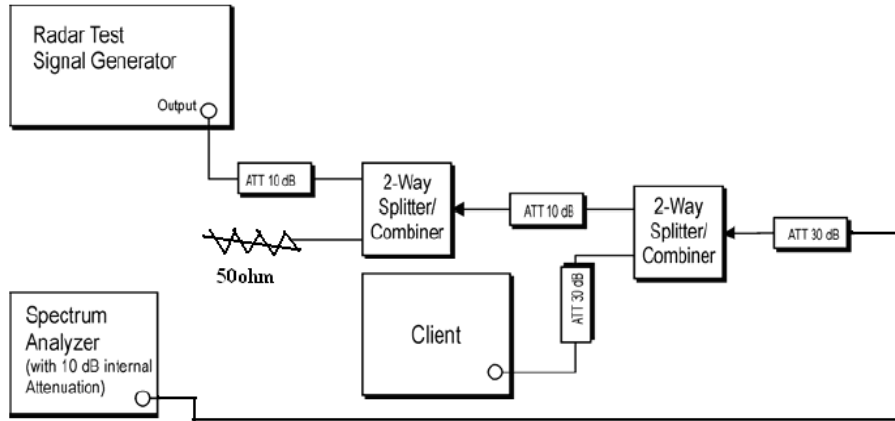 Radar Test
Signal Generator
Output
ATT 10 dB
2-Way
Splitter/
Combiner
ATT 10 dB
2-Way
Splitter/
Combiner
ATT 30 dB
50ohm
ATT 30 dB
Client
Spectrum
Analyzer
(with 10 dB internal
Attenuation)